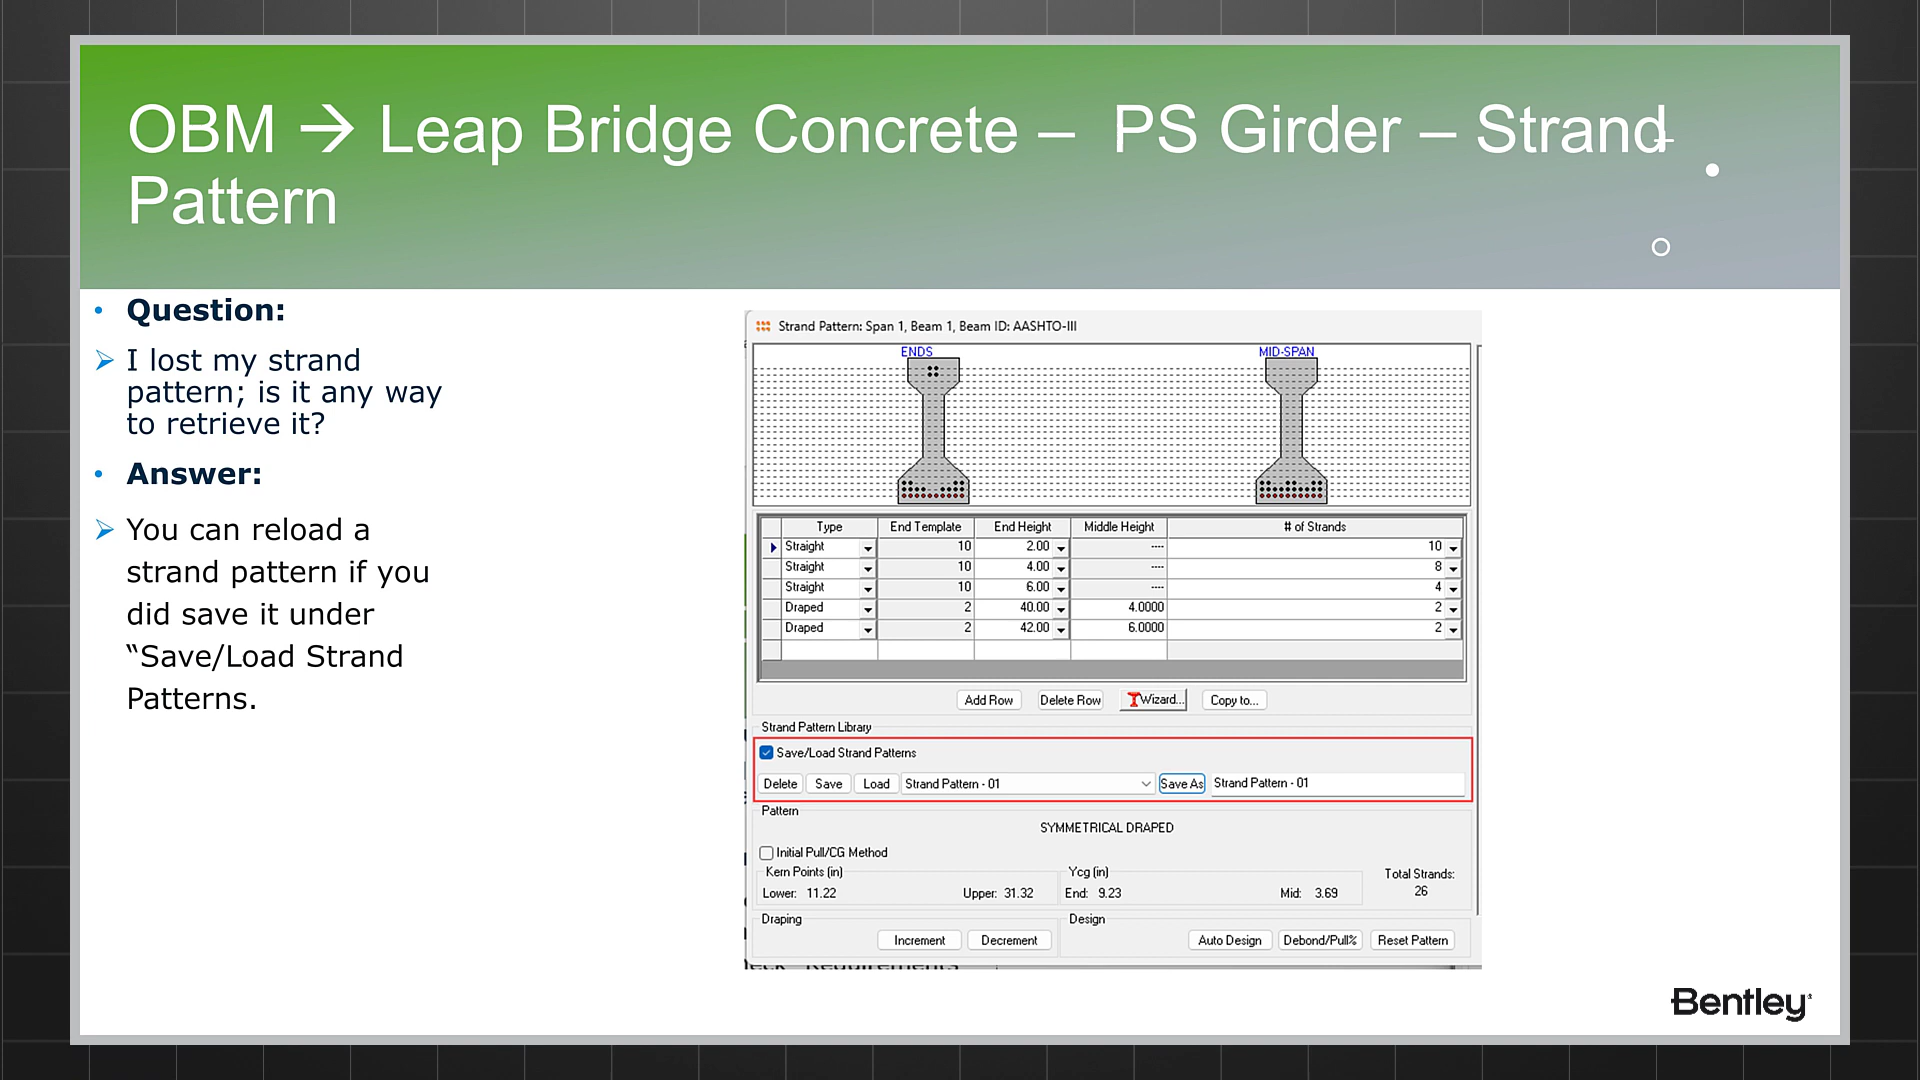 OBM → Leap Bridge Concrete – PS Girder – Strand
Pattern
• Question:
➢ I lost my strand
pattern; is it any way
to retrieve it?
• Answer:
➢ You can reload a
strand pattern if you
did save it under
“Save/Load Strand
Patterns.
Strand Pattern: Span 1, Beam 1, Beam ID: AASHTO-III
ENDS MID-SPAN
Type End Template End Height Middle Height # of Strands
Straight 10 2.00 ---- 10
Straight 10 4.00 ---- 8
Straight 10 6.00 ---- 4
Draped 2 40.00 4.0000 2
Draped 2 42.00 6.0000 2
Add Row Delete Row Wizard... Copy to...
Strand Pattern Library
Save/Load Strand Patterns
Delete Save Load Strand Pattern - 01 Save As Strand Pattern - 01
Pattern
SYMMETRICAL DRAPED
Initial Pull/CG Method
Kern Points (in) Ycg (in) Total Strands:
Lower: 11.22 Upper: 31.32 End: 9.23 Mid: 3.69 26
Draping Design
Increment Decrement Auto Design Debond/Pull% Reset Pattern
Bentley